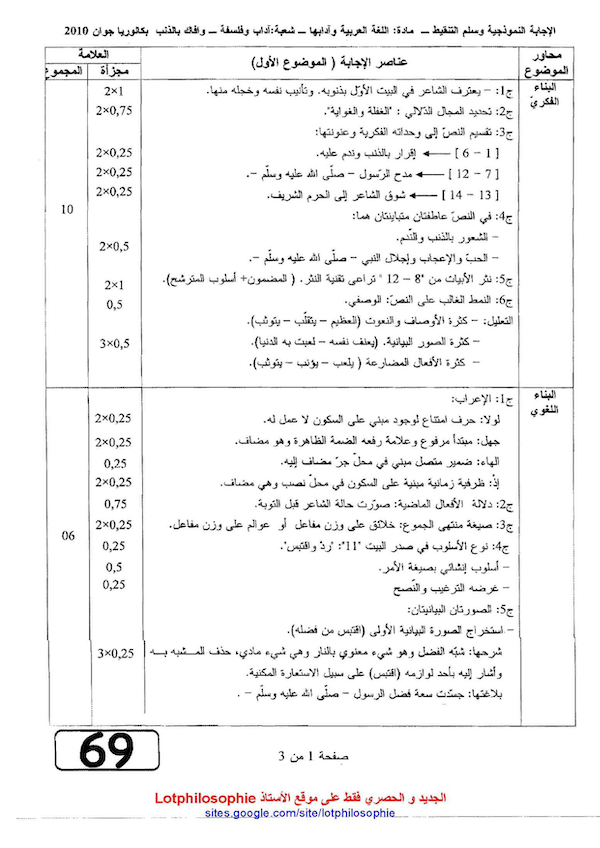 الإجابة النموذجية وسلم التنقيط ــ مادة: اللغة العربية وآدابها ــ شعبة:آداب وفلسفة ــ وافاك بالذنب بكالوريا جوان 2010
محاور الموضوع
عناصر الإجابة ( الموضوع الأول)
العلامة
مجزأة
المجموع
البناء الفكريّ
ج1: – يعترف الشاعر في البيت الأوّل بذنوبه. وتأنيب نفسه وخجله منها.
2×1
ج2: تحديد المجال الدّلالي : "الغفلة والغواية".
2×0,75
ج3: تقسيم النصّ إلى وحداته الفكرية وعنونتها:
[ 1 – 6 ] ← إقرار بالذنب وندم عليه.
2×0,25
[ 7 – 12 ] ← مدح الرّسول – صلّى الله عليه وسلّم –.
2×0,25
[ 13 – 14 ] ← شوق الشاعر إلى الحرم الشريف.
2×0,25
10
ج4: في النصّ عاطفتان متباينتان هما:
– الشعور بالذنب والنّدم.
2×0,5
– الحبّ والإعجاب وإجلال النبي – صلّى الله عليه وسلّم –.
ج5: نثر الأبيات من "8 – 12 " تراعى تقنية النثر. ( المضمون+ أسلوب المترشح).
2×1
ج6: النمط الغالب على النصّ: الوصفي.
0,5
التعليل: – كثرة الأوصاف والنعوت (العظيم – يتقلّب – يتوثب).
– كثرة الصور البيانية. (يعنف نفسه – لعبت به الدنيا).
3×0,5
– كثرة الأفعال المضارعة ( يلعب – يؤنب – يتوثب).
البناء اللغوي
ج1: الإعراب:
لولا: حرف امتناع لوجود مبني على السكون لا عمل له.
2×0,25
جهل: مبتدأ مرفوع وعلامة رفعه الضمة الظاهرة وهو مضاف.
2×0,25
الهاء: ضمير متصل مبني في محلّ جرّ مضاف إليه.
0,25
إذْ: ظرفية زمانية مبنية على السكون في محلّ نصب وهي مضاف.
2×0,25
ج2: دلالة الأفعال الماضية: صوّرت حالة الشاعر قبل التوبة.
0,75
ج3: صيغة منتهى الجموع: خلائق على وزن مفاعل أو عوالم على وزن مفاعل.
2×0,25
06
ج4: نوع الأسلوب في صدر البيت "11": "رِدْ واقتبس".
0,25
– أسلوب إنشائي بصيغة الأمر.
0,5
– غرضه الترغيب والنّصح
0,25
ج5: الصورتان البيانيتان:
– استخراج الصورة البيانية الأولى (اقتبس من فضله).
شرحها: شبّه الفضل وهو شيء معنوي بالنار وهي شيء مادي، حذف المـشبه بـه
3×0,25
وأشار إليه بأحد لوازمه (اقتبس) على سبيل الاستعارة المكنية.
بلاغتها: جسّدت سعة فضل الرسول – صلّى الله عليه وسلّم – .
صفحة 1 من 3
69
الجديد و الحصري فقط على موقع الأستاذ Lotphilosophie
sites.google.com/site/lotphilosophie